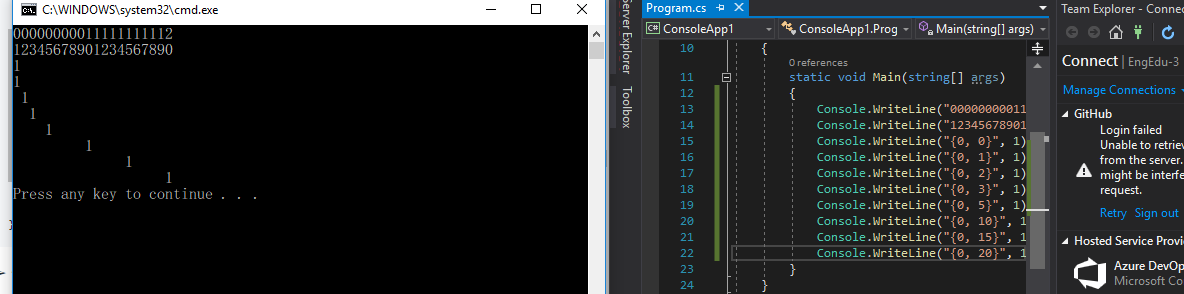 C:\WINDOWS\system32\cmd.exe
00000000011111111112
12345678901234567890
1
1
 1
  1
    1
         1
              1
                   1
Press any key to continue . . .
Server Explorer
Toolbox
Program.cs
ConsoleApp1
ConsoleApp1.Prog
Main(string[] args)
10 {
0 references
11 static void Main(string[] args)
12 {
13 Console.WriteLine("0000000011
14 Console.WriteLine("12345678901
15 Console.WriteLine("{0, 0}", 1)
16 Console.WriteLine("{0, 1}", 1)
17 Console.WriteLine("{0, 2}", 1)
18 Console.WriteLine("{0, 3}", 1)
19 Console.WriteLine("{0, 5}", 1)
20 Console.WriteLine("{0, 10}", 1
21 Console.WriteLine("{0, 15}", 1
22 Console.WriteLine("{0, 20}", 1
23 }
24 }
Team Explorer - Connec
Connect | EngEdu-3
Manage Connections
GitHub
Login failed
Unable to retrie
from the server.
might be interfe
request.
Retry Sign out
Hosted Service Provi
Azure DevOp
Microsoft Co